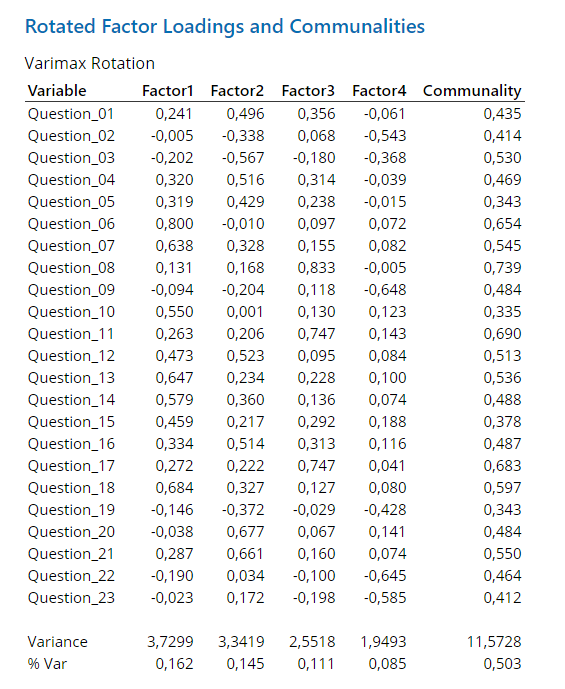 Rotated Factor Loadings and Communalities
Varimax Rotation
Variable Factor1 Factor2 Factor3 Factor4 Communality
Question_01 0,241 0,496 0,356 -0,061 0,435
Question_02 -0,005 -0,338 0,068 -0,543 0,414
Question_03 -0,202 -0,567 -0,180 -0,368 0,530
Question_04 0,320 0,516 0,314 -0,039 0,469
Question_05 0,319 0,429 0,238 -0,015 0,343
Question_06 0,800 -0,010 0,097 0,072 0,654
Question_07 0,638 0,328 0,155 0,082 0,545
Question_08 0,131 0,168 0,833 -0,005 0,739
Question_09 -0,094 -0,204 0,118 -0,648 0,484
Question_10 0,550 0,001 0,130 0,123 0,335
Question_11 0,263 0,206 0,747 0,143 0,690
Question_12 0,473 0,523 0,095 0,084 0,513
Question_13 0,647 0,234 0,228 0,100 0,536
Question_14 0,579 0,360 0,136 0,074 0,488
Question_15 0,459 0,217 0,292 0,188 0,378
Question_16 0,334 0,514 0,313 0,116 0,487
Question_17 0,272 0,222 0,747 0,041 0,683
Question_18 0,684 0,327 0,127 0,080 0,597
Question_19 -0,146 -0,372 -0,029 -0,428 0,343
Question_20 -0,038 0,677 0,067 0,141 0,484
Question_21 0,287 0,661 0,160 0,074 0,550
Question_22 -0,190 0,034 -0,100 -0,645 0,464
Question_23 -0,023 0,172 -0,198 -0,585 0,412
Variance 3,7299 3,3419 2,5518 1,9493 11,5728
% Var 0,162 0,145 0,111 0,085 0,503